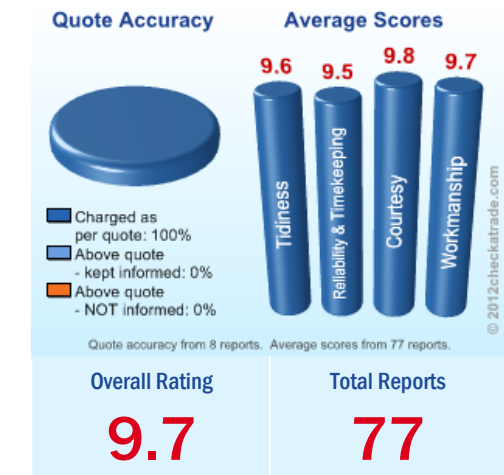 Quote Accuracy
Average Scores
9.6
9.5
9.8
9.7
Tidiness
Reliability & Timekeeping
Courtesy
Workmanship
Charged as
per quote: 100%
Above quote
- kept informed: 0%
Above quote
- NOT informed: 0%
© 2012checkatrade.com
Quote accuracy from 8 reports. Average scores from 77 reports.
Overall Rating
Total Reports
9.7
77